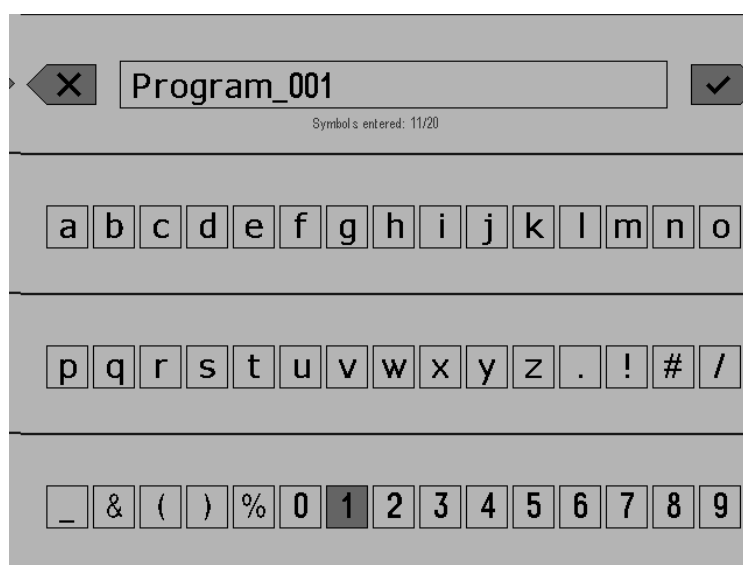 Program_001
Symbols entered: 11/20
a b c d e f g h i j k l m n o
p q r s t u v w x y z . ! # /
_ & ( ) % 0 1 2 3 4 5 6 7 8 9